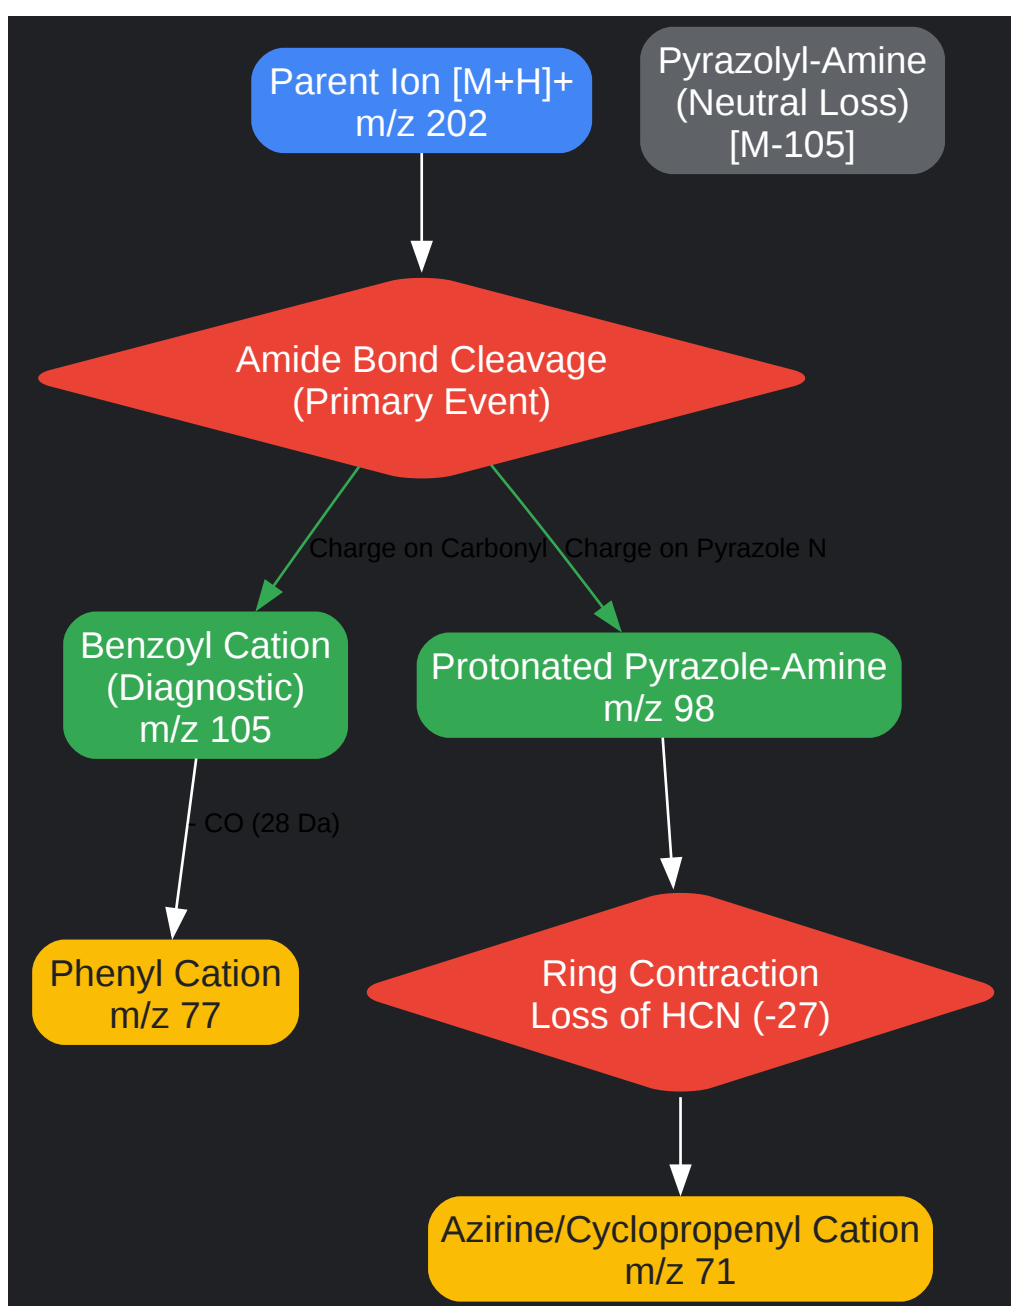 Parent Ion [M+H]+
m/z 202
Pyrazolyl-Amine
(Neutral Loss)
[M-105]
Amide Bond Cleavage
(Primary Event)
Charge on Carbonyl
Charge on Pyrazole N
Benzoyl Cation
(Diagnostic)
m/z 105
Protonated Pyrazole-Amine
m/z 98
- CO (28 Da)
Phenyl Cation
m/z 77
Ring Contraction
Loss of HCN (-27)
Azirine/Cyclopropenyl Cation
m/z 71